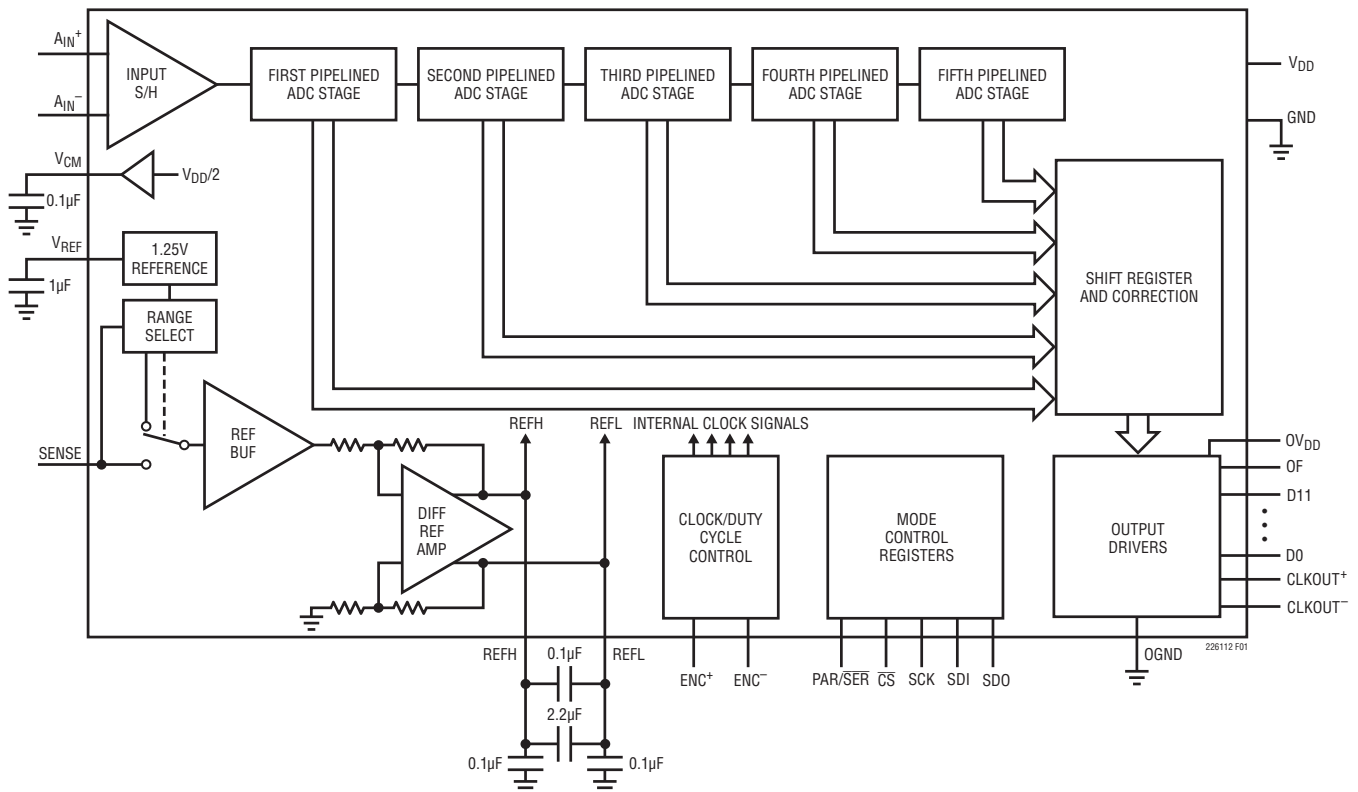 AIN+
AIN−
INPUT
S/H
FIRST PIPELINED
ADC STAGE
SECOND PIPELINED
ADC STAGE
THIRD PIPELINED
ADC STAGE
FOURTH PIPELINED
ADC STAGE
FIFTH PIPELINED
ADC STAGE
VDD
GND
VCM
VDD/2
0.1µF
VREF
1.25V
REFERENCE
1µF
RANGE
SELECT
SHIFT REGISTER
AND CORRECTION
SENSE
REF
BUF
DIFF
REF
AMP
REFH
REFL
INTERNAL CLOCK SIGNALS
CLOCK/DUTY
CYCLE
CONTROL
MODE
CONTROL
REGISTERS
OUTPUT
DRIVERS
OVDD
OF
D11
•
•
•
D0
CLKOUT+
CLKOUT−
226112 F01
REFH
0.1µF
REFL
2.2µF
0.1µF
0.1µF
ENC+
ENC−
PAR/S̅E̅R̅
C̅S̅
SCK
SDI
SDO
OGND